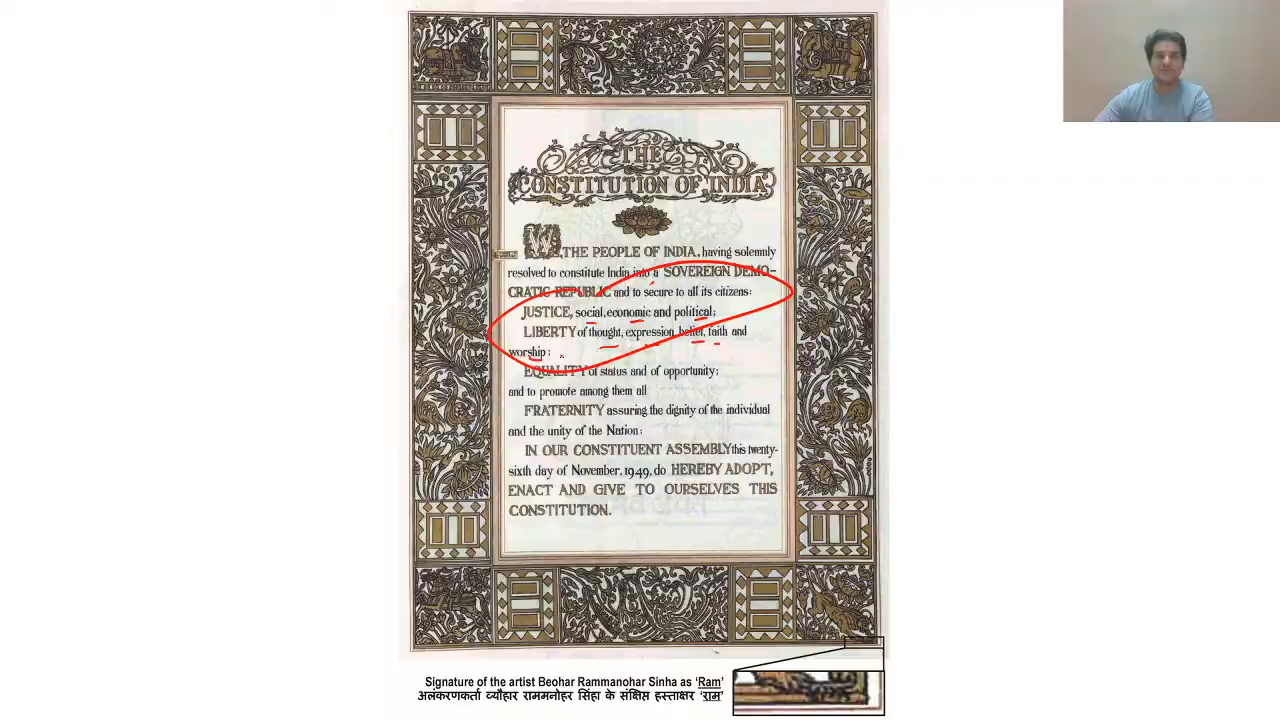 THE
CONSTITUTION OF INDIA
WE, THE PEOPLE OF INDIA, having solemnly
resolved to constitute India into a SOVEREIGN DEMO-
CRATIC REPUBLIC and to secure to all its citizens:
JUSTICE, social, economic and political;
LIBERTY of thought, expression, belief, faith and
worship;
EQUALITY of status and of opportunity;
and to promote among them all
FRATERNITY assuring the dignity of the individual
and the unity of the Nation;
IN OUR CONSTITUENT ASSEMBLY this twenty-
sixth day of November, 1949, do HEREBY ADOPT,
ENACT AND GIVE TO OURSELVES THIS
CONSTITUTION.
Signature of the artist Beohar Rammanohar Sinha as ‘Ram’
अलंकरणकर्ता ब्यौहार राममनोहर सिंहा के संक्षिप्त हस्ताक्षर ‘राम’